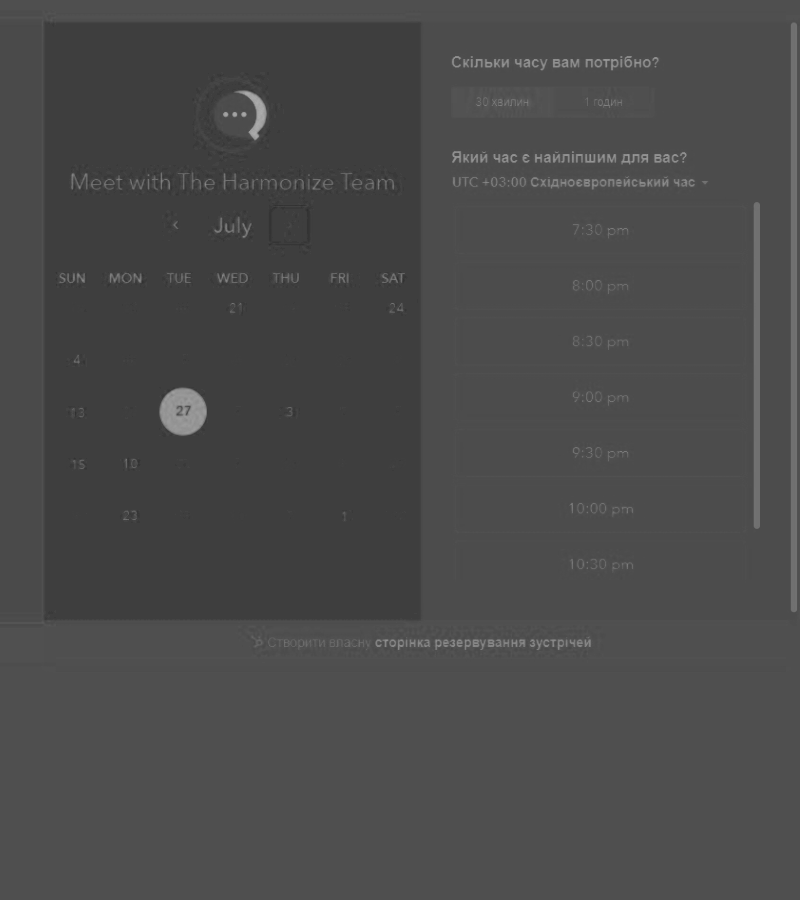 Meet with The Harmonize Team
July
SUN MON TUE WED THU FRI SAT
21 24
4
13 27 3
15 18
23 1
Скільки часу вам потрібно?
30 хвилин 1 годин
Який час є найліпшим для вас?
UTC +03:00 Східноєвропейський час
7:30 pm
8:00 pm
8:30 pm
9:00 pm
9:30 pm
10:00 pm
10:30 pm
Створити власну сторінка резервування зустрічей